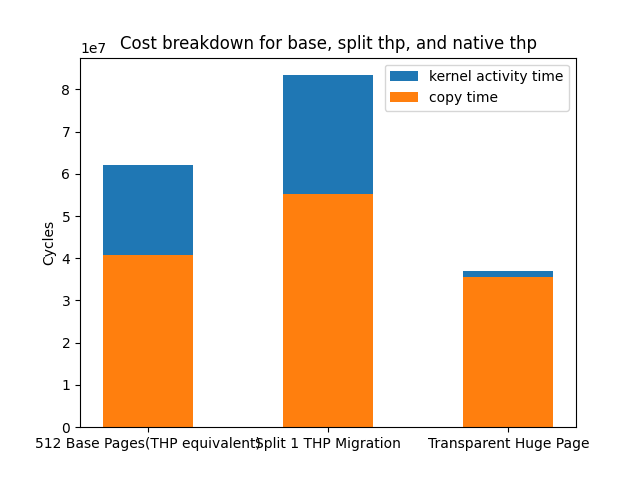 Cost breakdown for base, split thp, and native thp
1e7
kernel activity time
copy time
8
7
6
5
4
3
2
1
0
Cycles
512 Base Pages(THP equivalent)
Split 1 THP Migration
Transparent Huge Page